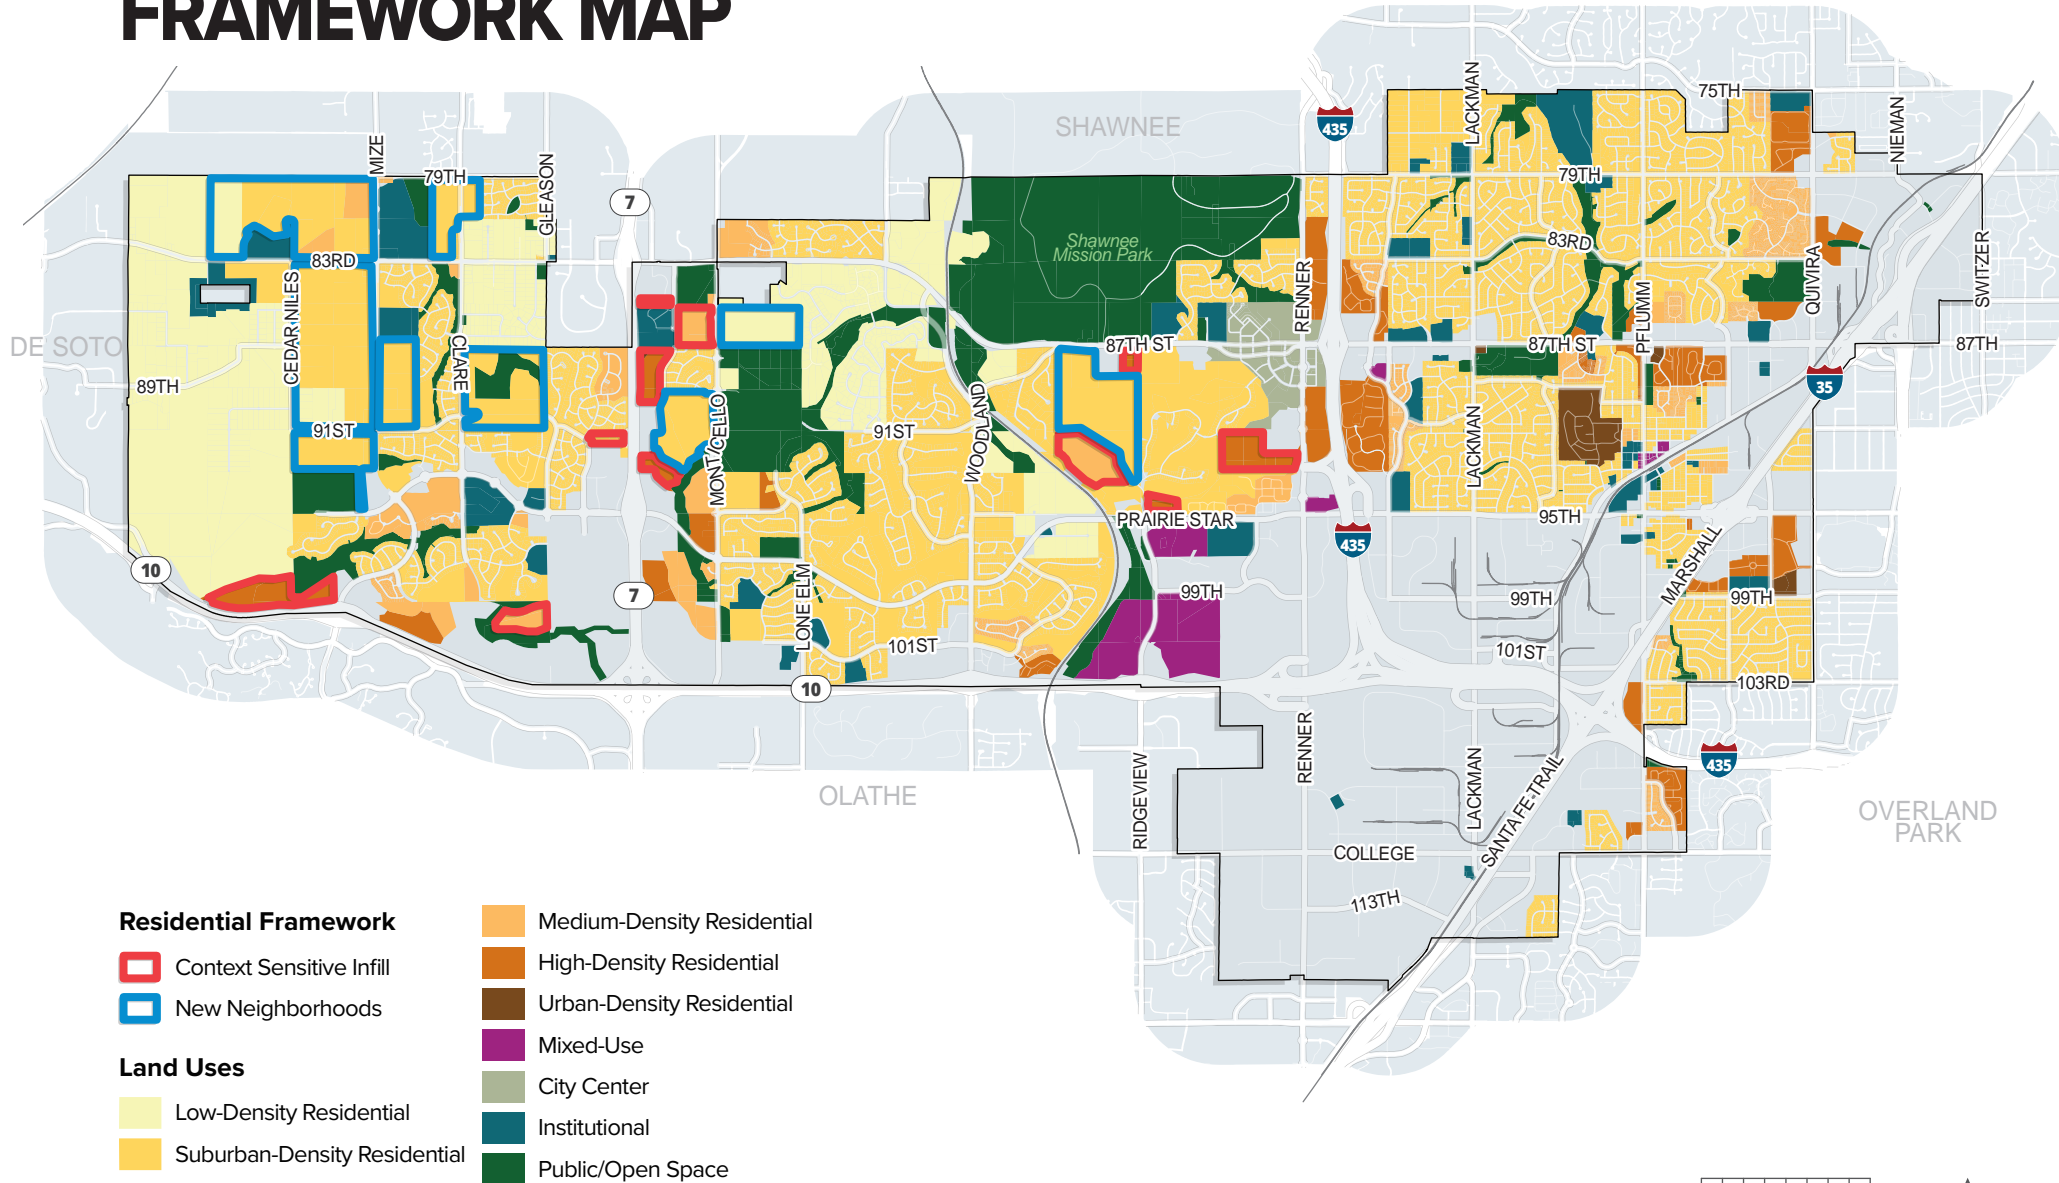 FRAMEWORK MAP
SHAWNEE
435
LACKMAN
75TH
NIEMAN
MIZE
79TH
GLEASON
7
79TH
Shawnee
Mission Park
83RD
QUIVIRA
SWITZER
83RD
CEDAR NILES
RENNER
PFLUMM
DE SOTO
89TH
CLARE
87TH ST
87TH ST
87TH
35
MONTICELLO
WOODLAND
91ST
91ST
LACKMAN
PRAIRIE STAR
95TH
435
MARSHALL
10
7
LONE ELM
99TH
99TH
99TH
101ST
101ST
10
103RD
RENNER
RIDGEVIEW
LACKMAN
SANTA FE TRAIL
435
OLATHE
OVERLAND
PARK
COLLEGE
113TH
Residential Framework
Context Sensitive Infill
New Neighborhoods
Land Uses
Low-Density Residential
Suburban-Density Residential
Medium-Density Residential
High-Density Residential
Urban-Density Residential
Mixed-Use
City Center
Institutional
Public/Open Space